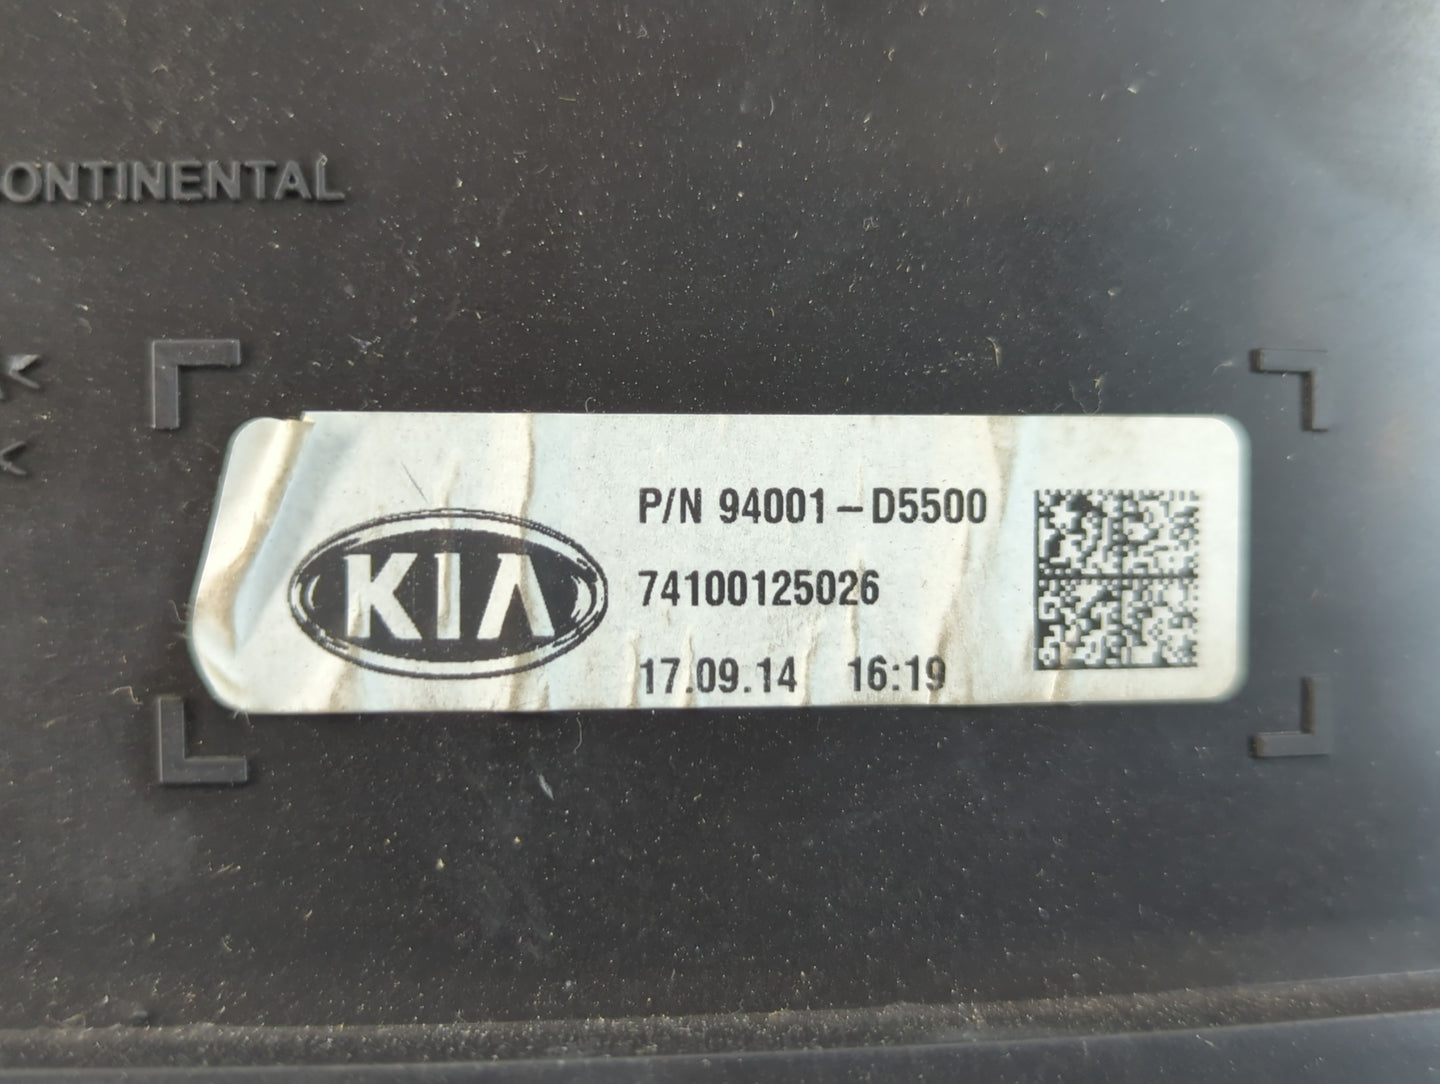 ONTINENTAL
K
KIA
P/N 94001-D5500
74100125026
17.09.14 16:19